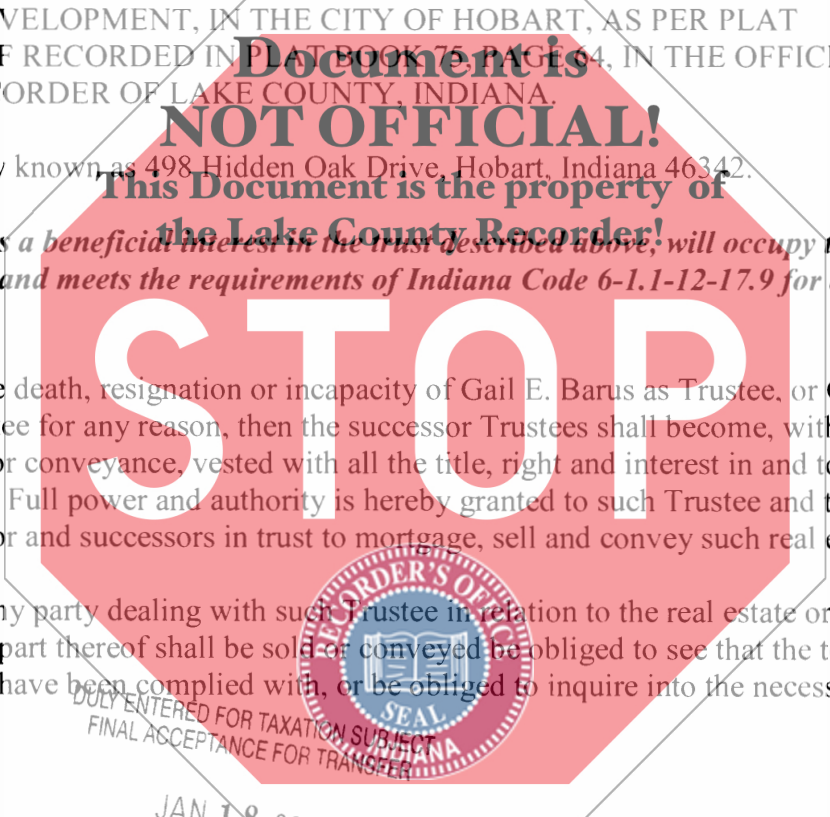 VELOPMENT, IN THE CITY OF HOBART, AS PER PLAT
F RECORDED IN PLAT BOOK 75, PAGE 64, IN THE OFFIC
ORDER OF LAKE COUNTY, INDIANA.
Document is
NOT OFFICIAL!
known as 498 Hidden Oak Drive, Hobart, Indiana 46342.
This Document is the property of
the Lake County Recorder!
s a beneficial interest in the trust described above, will occupy
and meets the requirements of Indiana Code 6-1.1-12-17.9 for
STOP
e death, resignation or incapacity of Gail E. Barus as Trustee, or
ee for any reason, then the successor Trustees shall become, with
or conveyance, vested with all the title, right and interest in and to
Full power and authority is hereby granted to such Trustee and
or and successors in trust to mortgage, sell and convey such real
RECORDER'S OFFICE
ny party dealing with such Trustee in relation to the real estate or
part thereof shall be sold or conveyed be obliged to see that the
have been complied with, or be obliged to inquire into the necess
SEAL
INDIANA
DULY ENTERED FOR TAXATION SUBJECT
FINAL ACCEPTANCE FOR TRANSFER
JAN 18